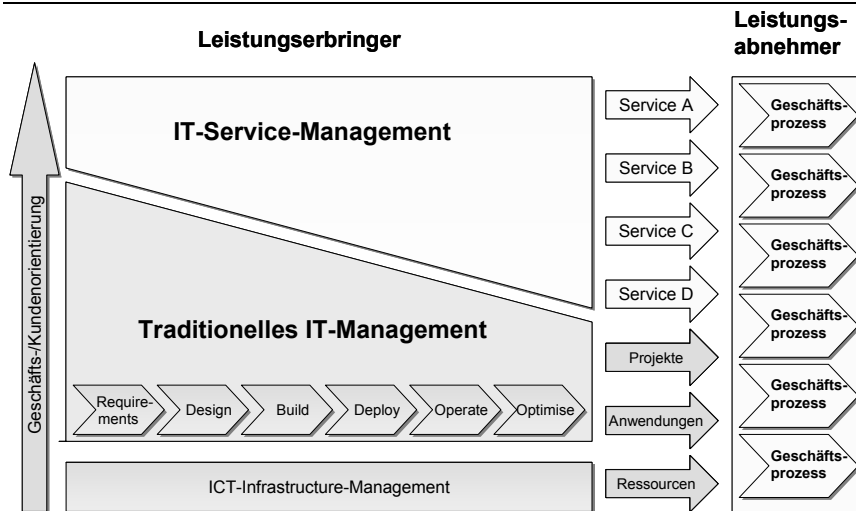 Leistungserbringer
Leistungs-
abnehmer
Geschäfts-/Kundenorientierung
IT-Service-Management
Traditionelles IT-Management
Require-
ments
Design
Build
Deploy
Operate
Optimise
ICT-Infrastructure-Management
Service A
Service B
Service C
Service D
Projekte
Anwendungen
Ressourcen
Geschäfts-
prozess
Geschäfts-
prozess
Geschäfts-
prozess
Geschäfts-
prozess
Geschäfts-
prozess
Geschäfts-
prozess